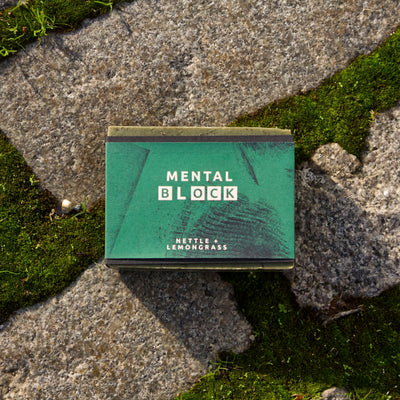 MENTAL
BLOCK
NETTLE +
LEMONGRASS